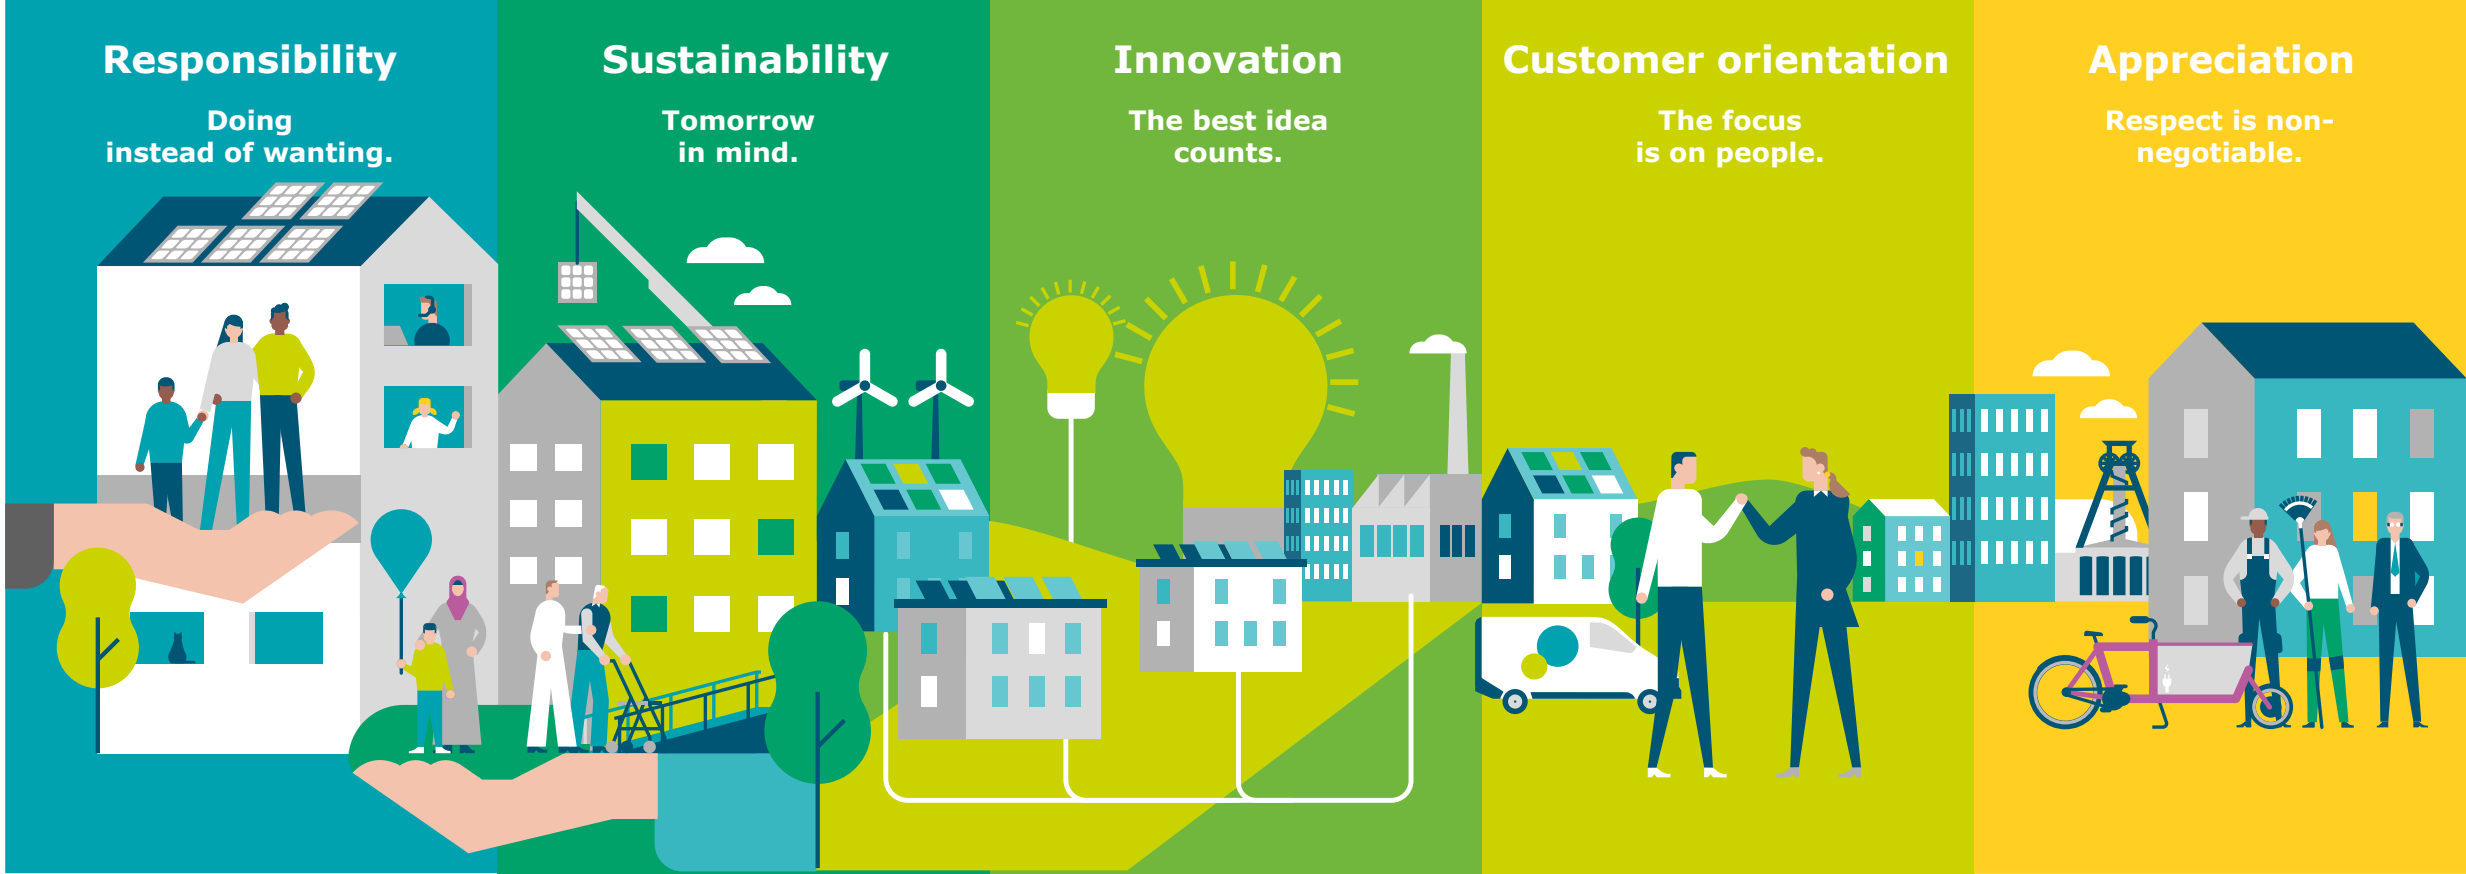 Responsibility
Doing
instead of wanting.
Sustainability
Tomorrow
in mind.
Innovation
The best idea
counts.
Customer orientation
The focus
is on people.
Appreciation
Respect is non-
negotiable.